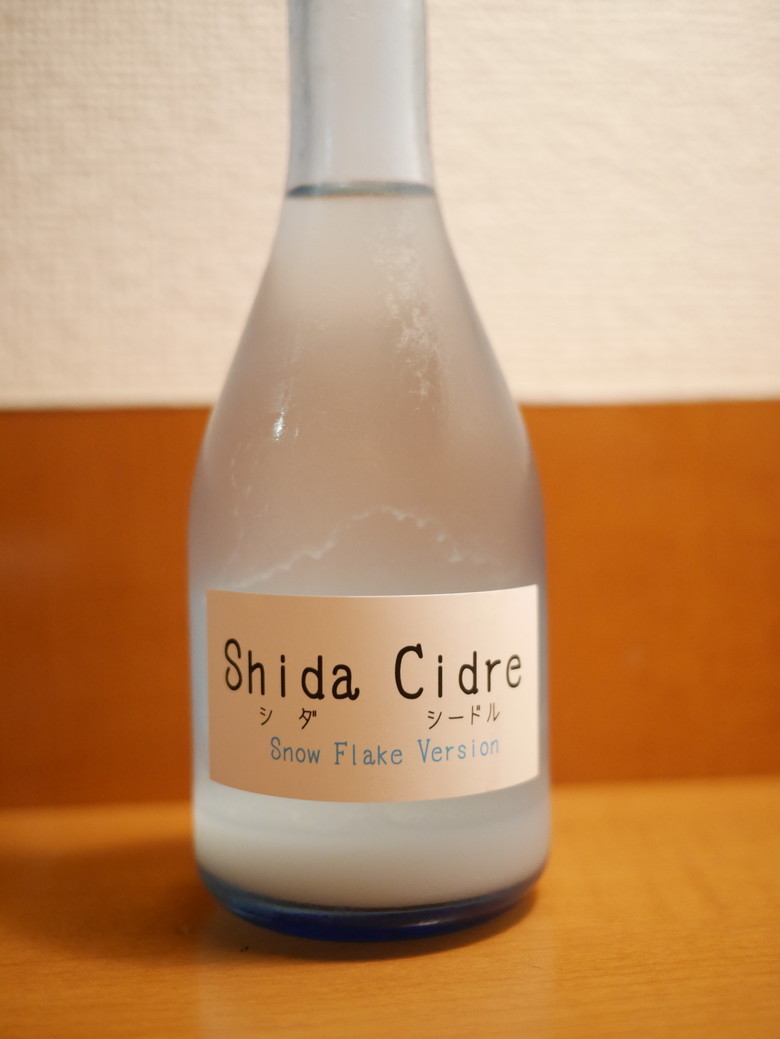 Shida Cidre
シダ シードル
Snow Flake Version